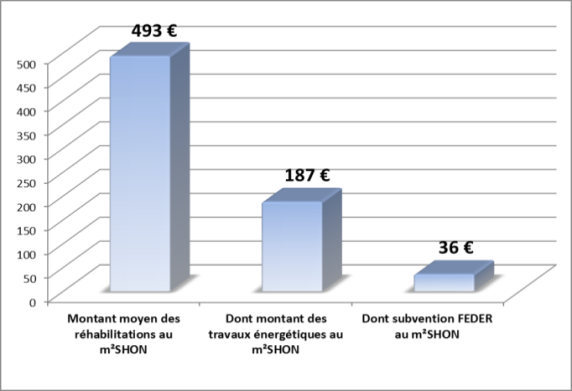 493 €
187 €
36 €
500
450
400
350
300
250
200
150
100
50
0
Montant moyen des
réhabilitations au
m²SHON
Dont montant des
travaux énergétiques au
m²SHON
Dont subvention FEDER
au m²SHON